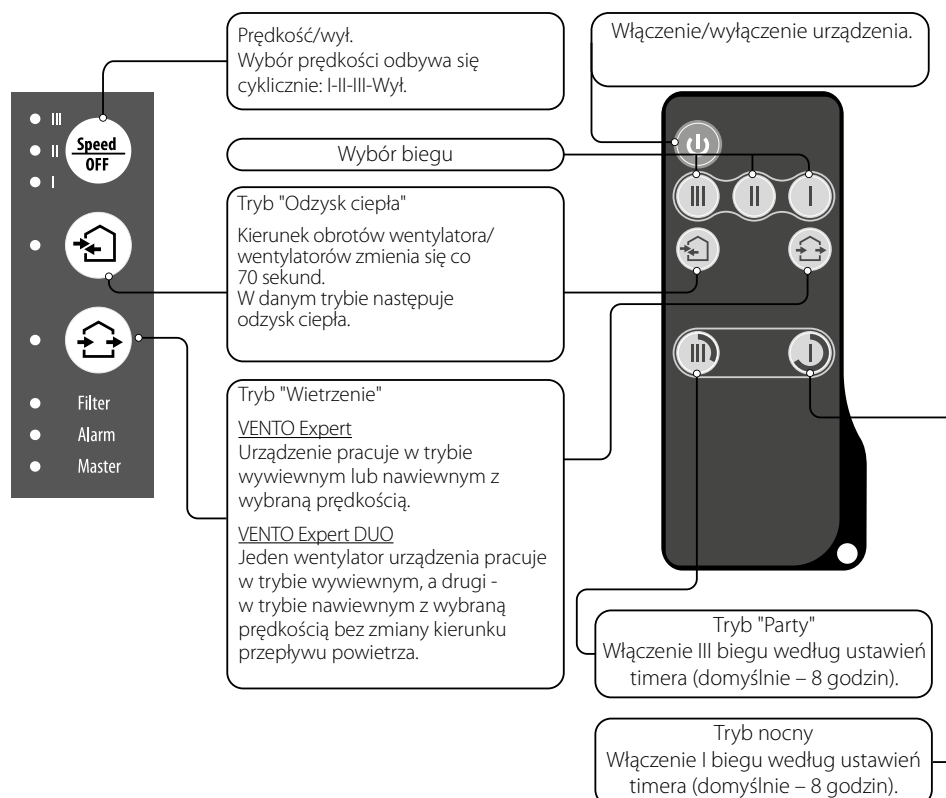 Prędkość/wył.
Wybór prędkości odbywa się
cyklicznie: I-II-III-Wył.
Włączenie/wyłączenie urządzenia.
III
II
I
Speed
OFF
Wybór biegu
III
II
I
Tryb "Odzysk ciepła"
Kierunek obrotów wentylatora/
wentylatorów zmienia się co
70 sekund.
W danym trybie następuje
odzysk ciepła.
III
I
Filter
Alarm
Master
Tryb "Wietrzenie"
VENTO Expert
Urządzenie pracuje w trybie
wywiewnym lub nawiewnym z
wybraną prędkością.
VENTO Expert DUO
Jeden wentylator urządzenia pracuje
w trybie wywiewnym, a drugi -
w trybie nawiewnym z wybraną
prędkością bez zmiany kierunku
przepływu powietrza.
Tryb "Party"
Włączenie III biegu według ustawień
timera (domyślnie – 8 godzin).
Tryb nocny
Włączenie I biegu według ustawień
timera (domyślnie – 8 godzin).